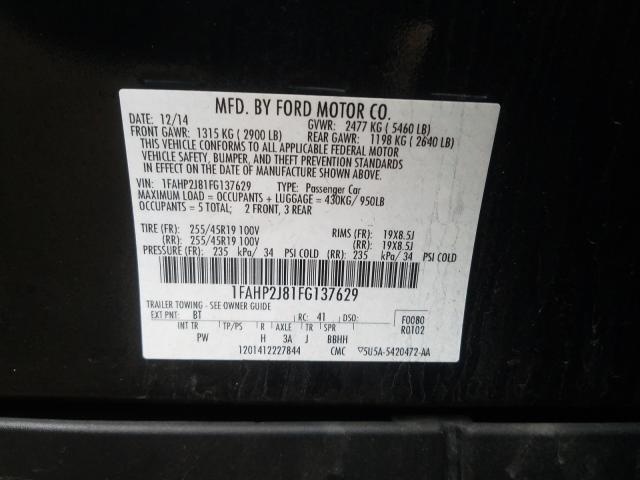 MFD. BY FORD MOTOR CO.
DATE: 12/14 GVWR: 2477 KG ( 5460 LB)
FRONT GAWR: 1315 KG ( 2900 LB) REAR GAWR: 1198 KG ( 2640 LB)
THIS VEHICLE CONFORMS TO ALL APPLICABLE FEDERAL MOTOR
VEHICLE SAFETY, BUMPER, AND THEFT PREVENTION STANDARDS
IN EFFECT ON THE DATE OF MANUFACTURE SHOWN ABOVE.
VIN: 1FAHP2J81FG137629 TYPE: Passenger Car
MAXIMUM LOAD = OCCUPANTS + LUGGAGE = 430KG/ 950LB
OCCUPANTS = 5 TOTAL; 2 FRONT, 3 REAR
TIRE (FR): 255/45R19 100V RIMS (FR): 19X8.5J
(RR): 255/45R19 100V (RR): 19X8.5J
PRESSURE (FR): 235 kPa/ 34 PSI COLD (RR): 235 kPa/ 34 PSI COLD
1FAHP2J81FG137629
TRAILER TOWING - SEE OWNER GUIDE
EXT PNT: BT RC: 41 DSO: F0080
R0102
INT TR TP/PS R AXLE TR SPR
PW H 3A J BBHH
1201412227844 CMC ▽5U5A-5420472-AA